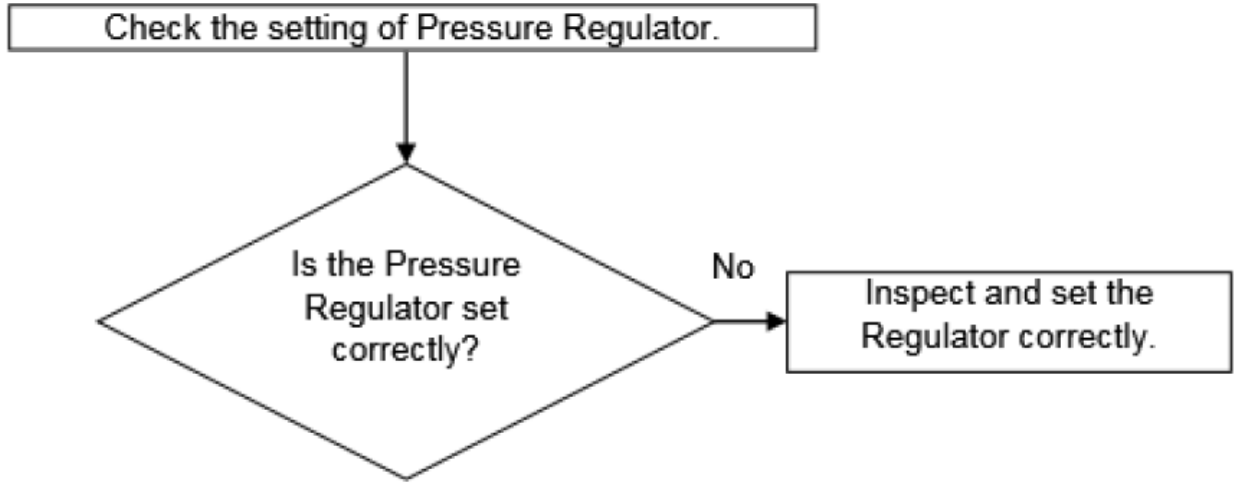 Check the setting of Pressure Regulator.
Is the Pressure
Regulator set
correctly?
No
Inspect and set the
Regulator correctly.